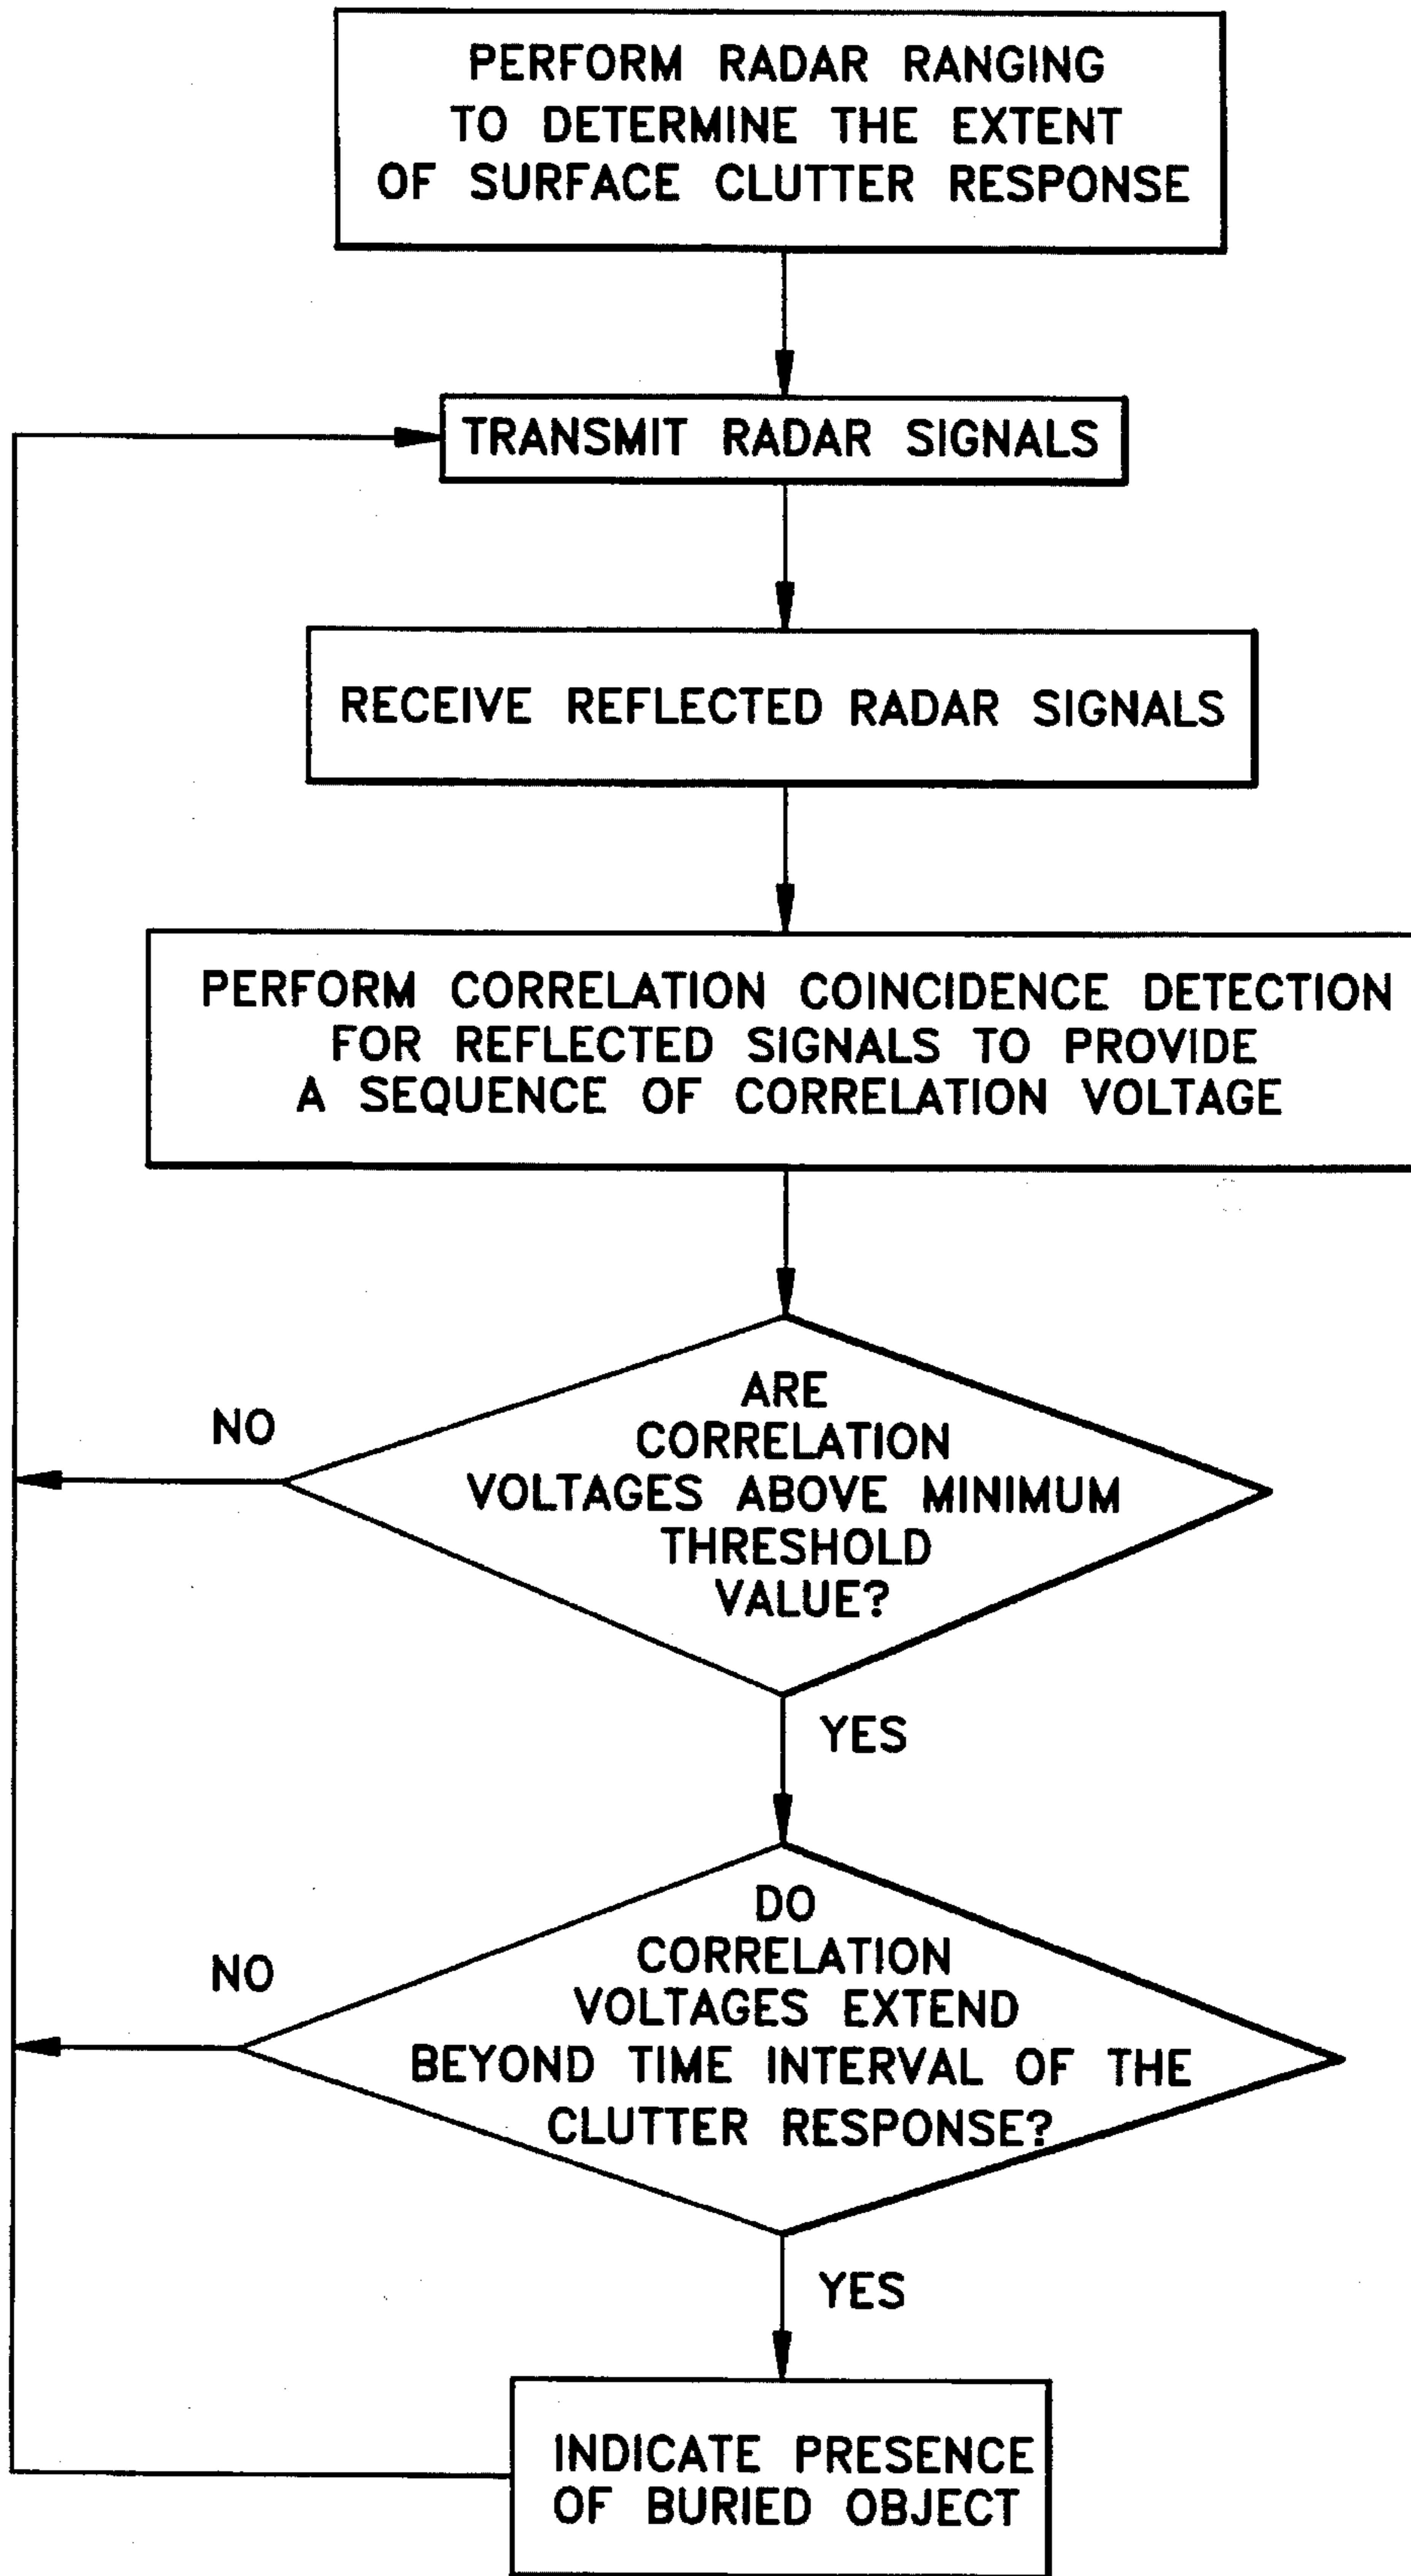 PERFORM RADAR RANGING
TO DETERMINE THE EXTENT
OF SURFACE CLUTTER RESPONSE
TRANSMIT RADAR SIGNALS
RECEIVE REFLECTED RADAR SIGNALS
PERFORM CORRELATION COINCIDENCE DETECTION
FOR REFLECTED SIGNALS TO PROVIDE
A SEQUENCE OF CORRELATION VOLTAGE
ARE
CORRELATION
VOLTAGES ABOVE MINIMUM
THRESHOLD
VALUE?
NO
YES
DO
CORRELATION
VOLTAGES EXTEND
BEYOND TIME INTERVAL OF THE
CLUTTER RESPONSE?
NO
YES
INDICATE PRESENCE
OF BURIED OBJECT